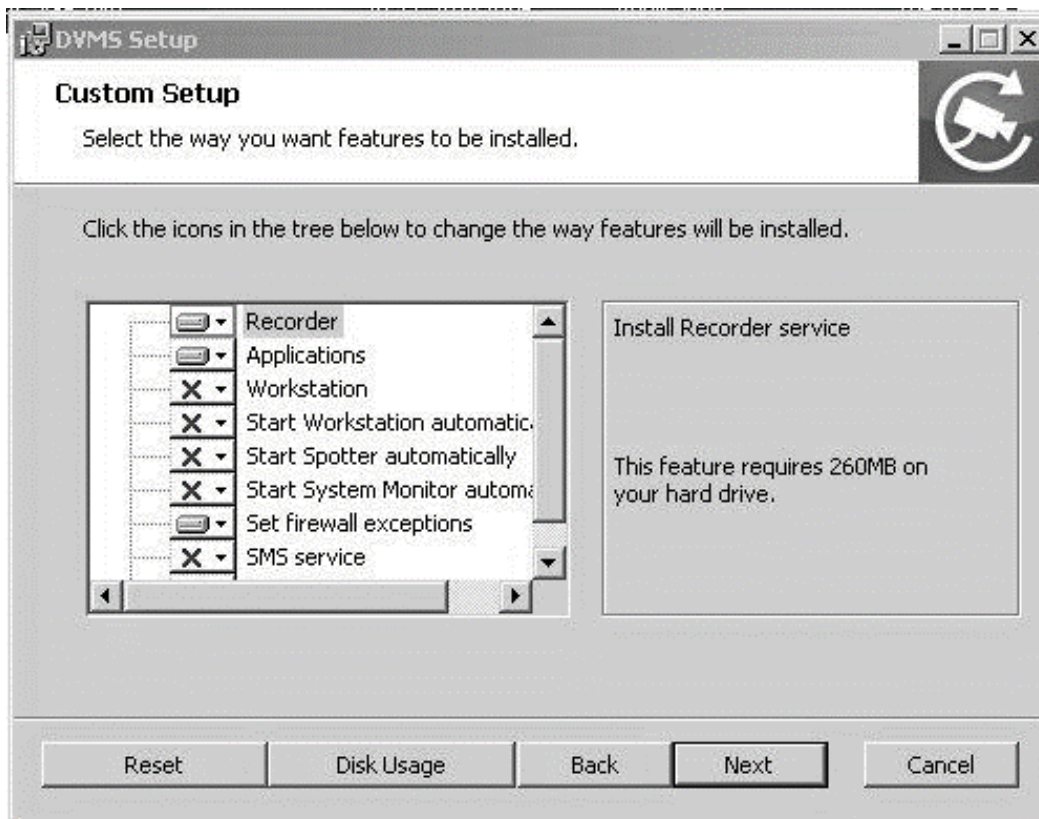 DVMS Setup
Custom Setup
Select the way you want features to be installed.
Click the icons in the tree below to change the way features will be installed.
Recorder
Applications
Workstation
Start Workstation automatic
Start Spotter automatically
Start System Monitor automa
Set firewall exceptions
SMS service
Install Recorder service
This feature requires 260MB on
your hard drive.
Reset
Disk Usage
Back
Next
Cancel